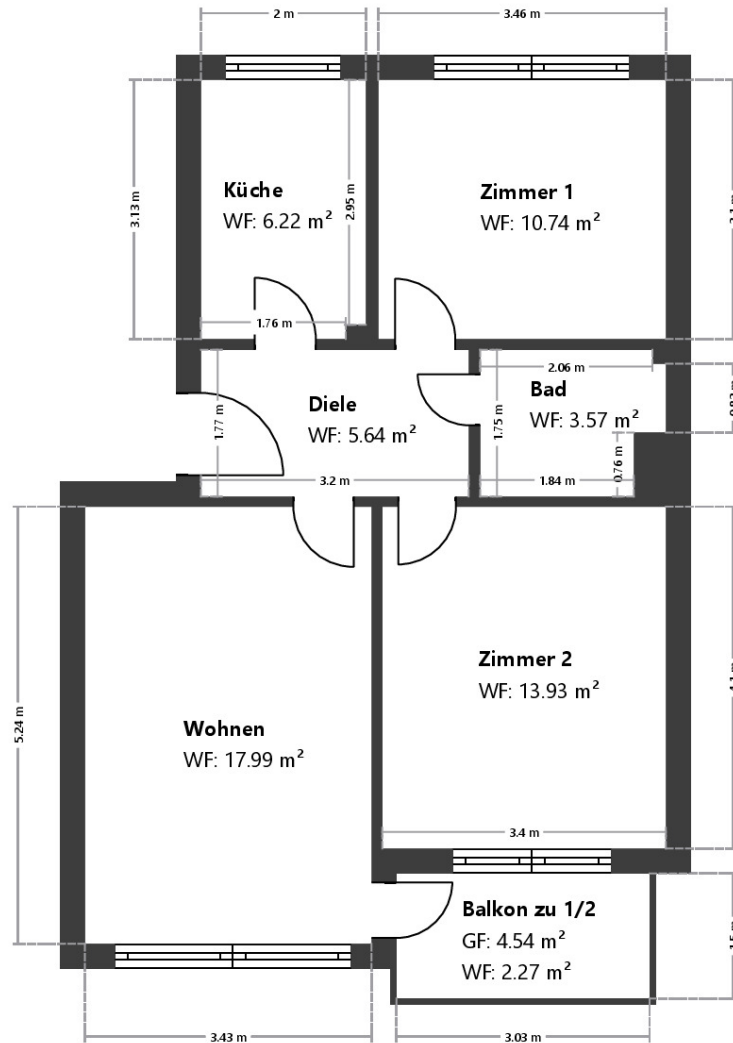 2 m
3.46 m
3.13 m
2.95 m
Küche
WF: 6.22 m²
Zimmer 1
WF: 10.74 m²
1.76 m
2.06 m
Diele
WF: 5.64 m²
Bad
WF: 3.57 m²
1.77 m
1.75 m
0.76 m
3.2 m
1.84 m
5.24 m
Zimmer 2
WF: 13.93 m²
Wohnen
WF: 17.99 m²
3.4 m
Balkon zu 1/2
GF: 4.54 m²
WF: 2.27 m²
3.43 m
3.03 m